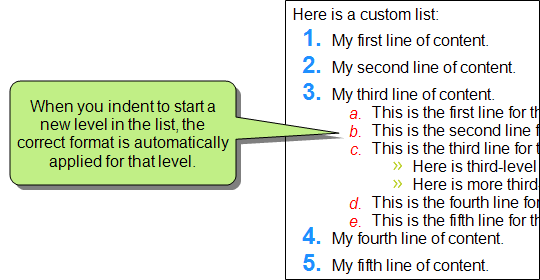 Here is a custom list:
1. My first line of content.
2. My second line of content.
3. My third line of content.
a. This is the first line for th
b. This is the second line f
c. This is the third line for t
» Here is third-level
» Here is more third-
d. This is the fourth line for
e. This is the fifth line for th
4. My fourth line of content.
5. My fifth line of content.
When you indent to start a
new level in the list, the
correct format is automatically
applied for that level.